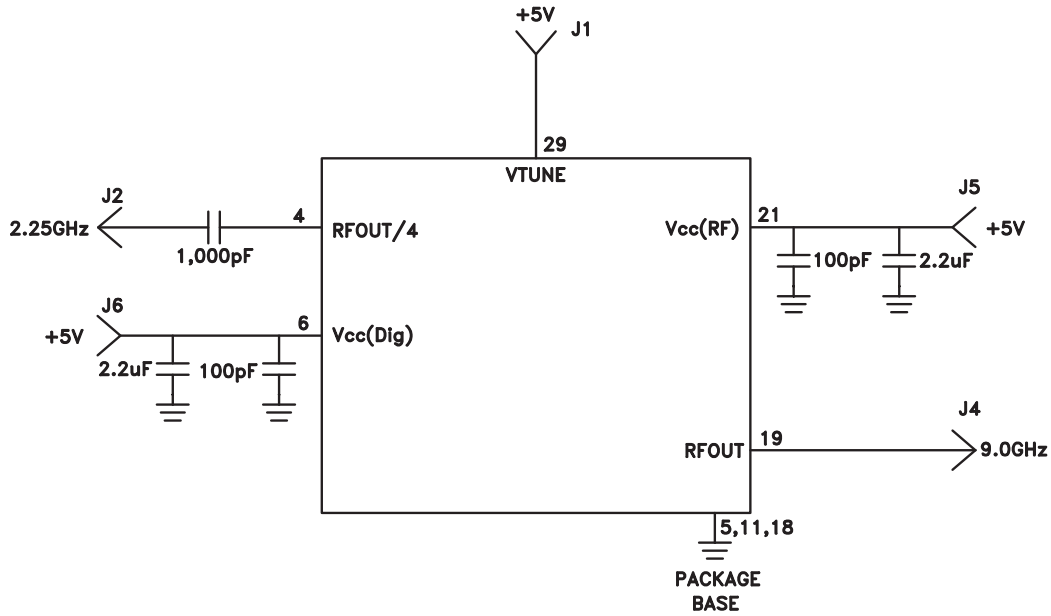 +5V
J1
29
VTUNE
J2
2.25GHz
1,000pF
4
RFOUT/4
Vcc(RF)
21
J5
+5V
100pF
2.2uF
J6
+5V
6
Vcc(Dig)
2.2uF
100pF
J4
RFOUT
19
9.0GHz
5,11,18
PACKAGE
BASE